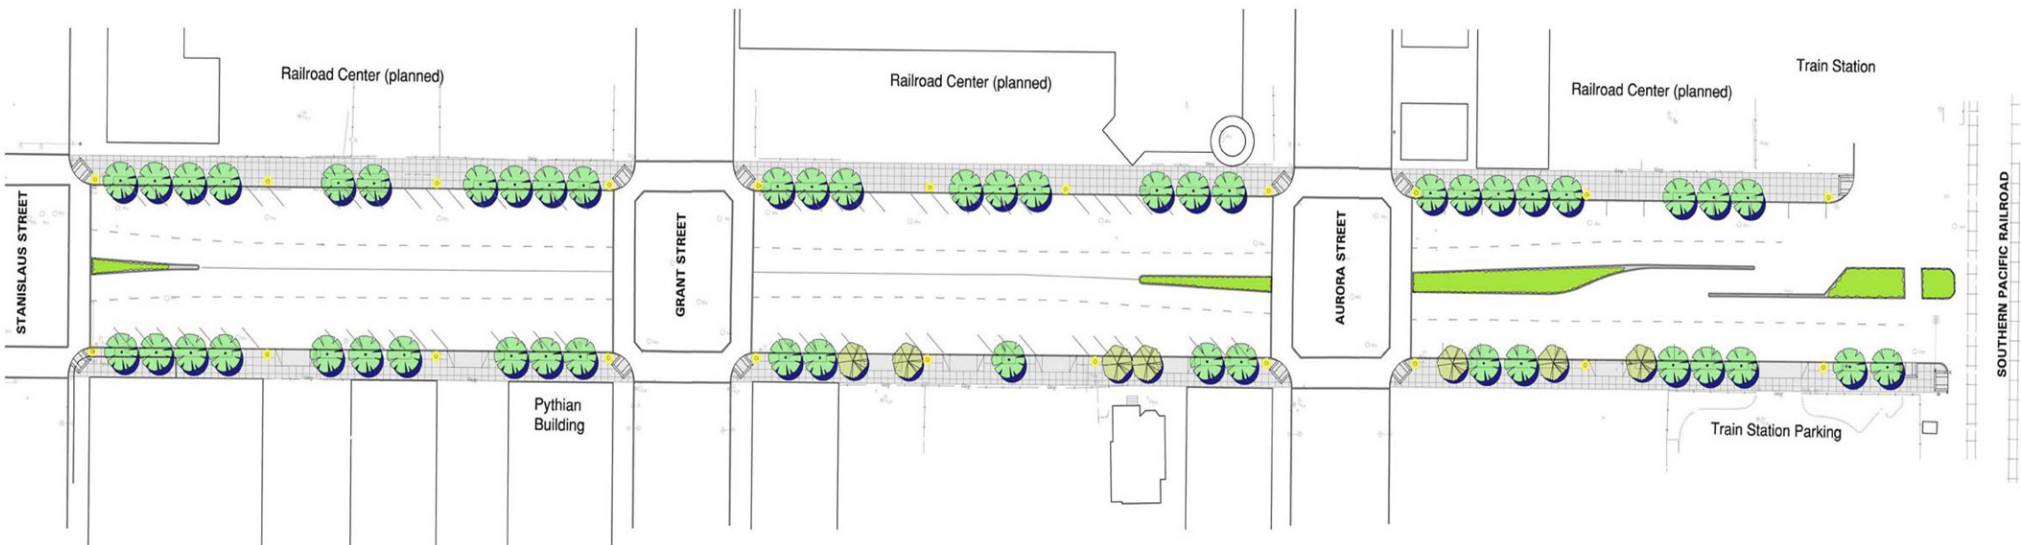 Railroad Center (planned)
Railroad Center (planned)
Railroad Center (planned)
Train Station
STANISLAUS STREET
GRANT STREET
AURORA STREET
SOUTHERN PACIFIC RAILROAD
Pythian
Building
Train Station Parking